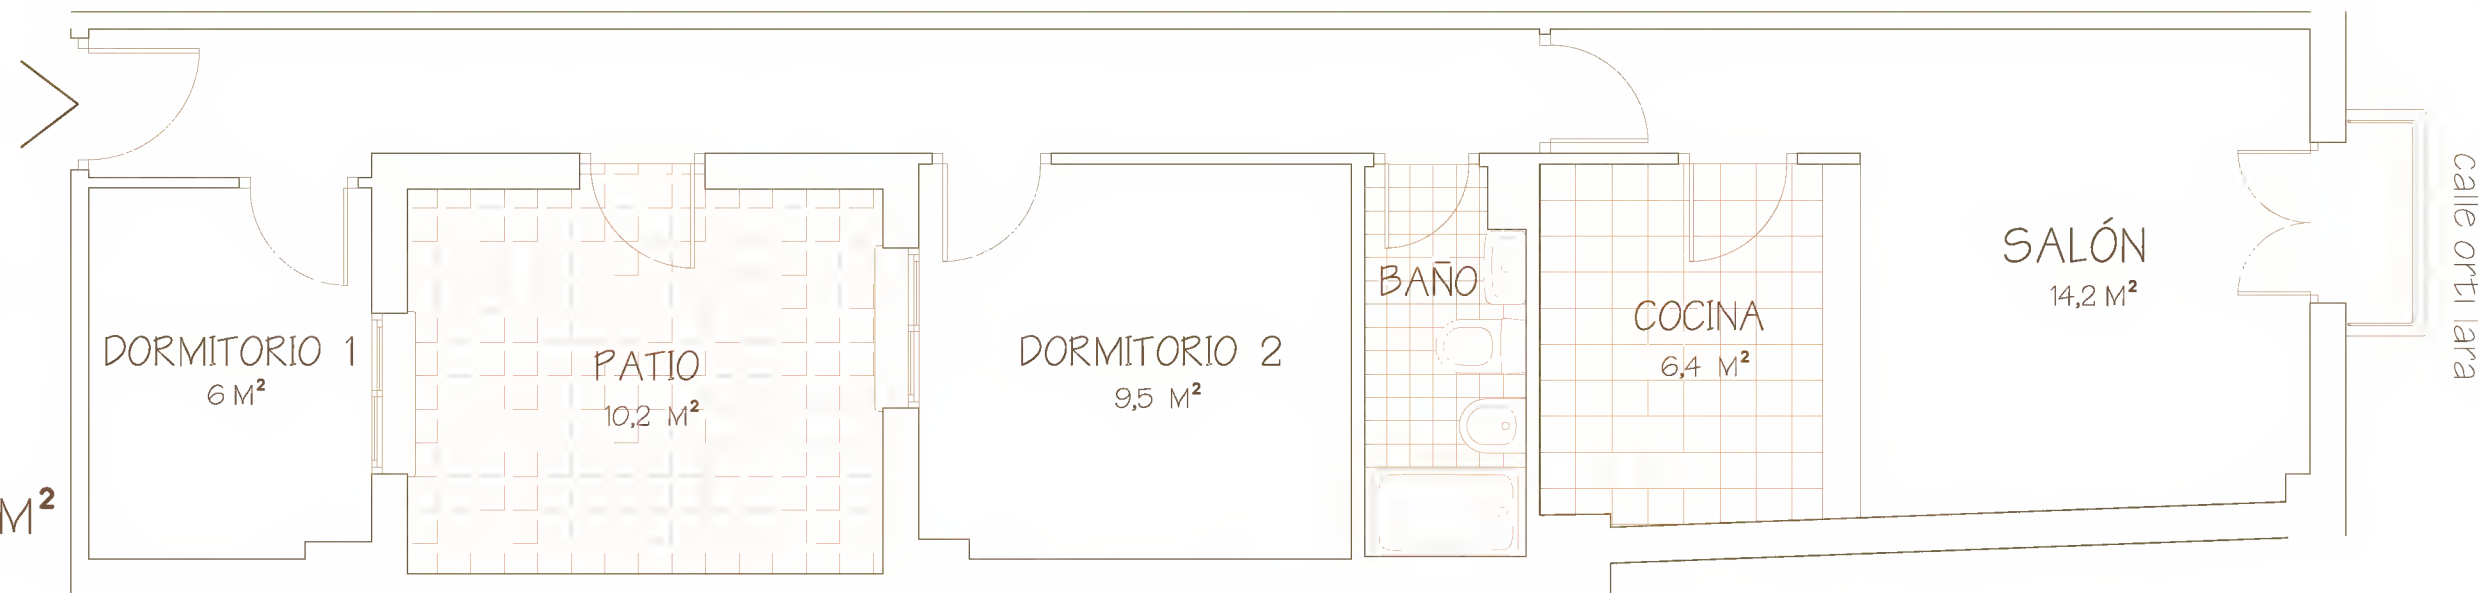 DORMITORIO 1
6 M²
PATIO
10,2 M²
DORMITORIO 2
9,5 M²
BAÑO
COCINA
6,4 M²
SALÓN
14,2 M²
calle orti lara
M²